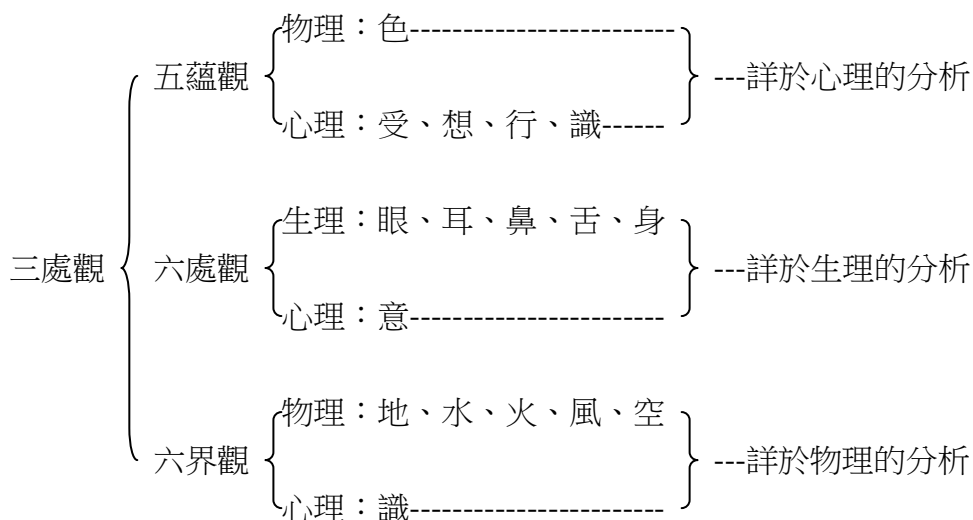 物理：色-------------------------
五蘊觀 ---詳於心理的分析
心理：受、想、行、識------
生理：眼、耳、鼻、舌、身
三處觀 六處觀 ---詳於生理的分析
心理：意------------------------
物理：地、水、火、風、空
六界觀 ---詳於物理的分析
心理：識------------------------